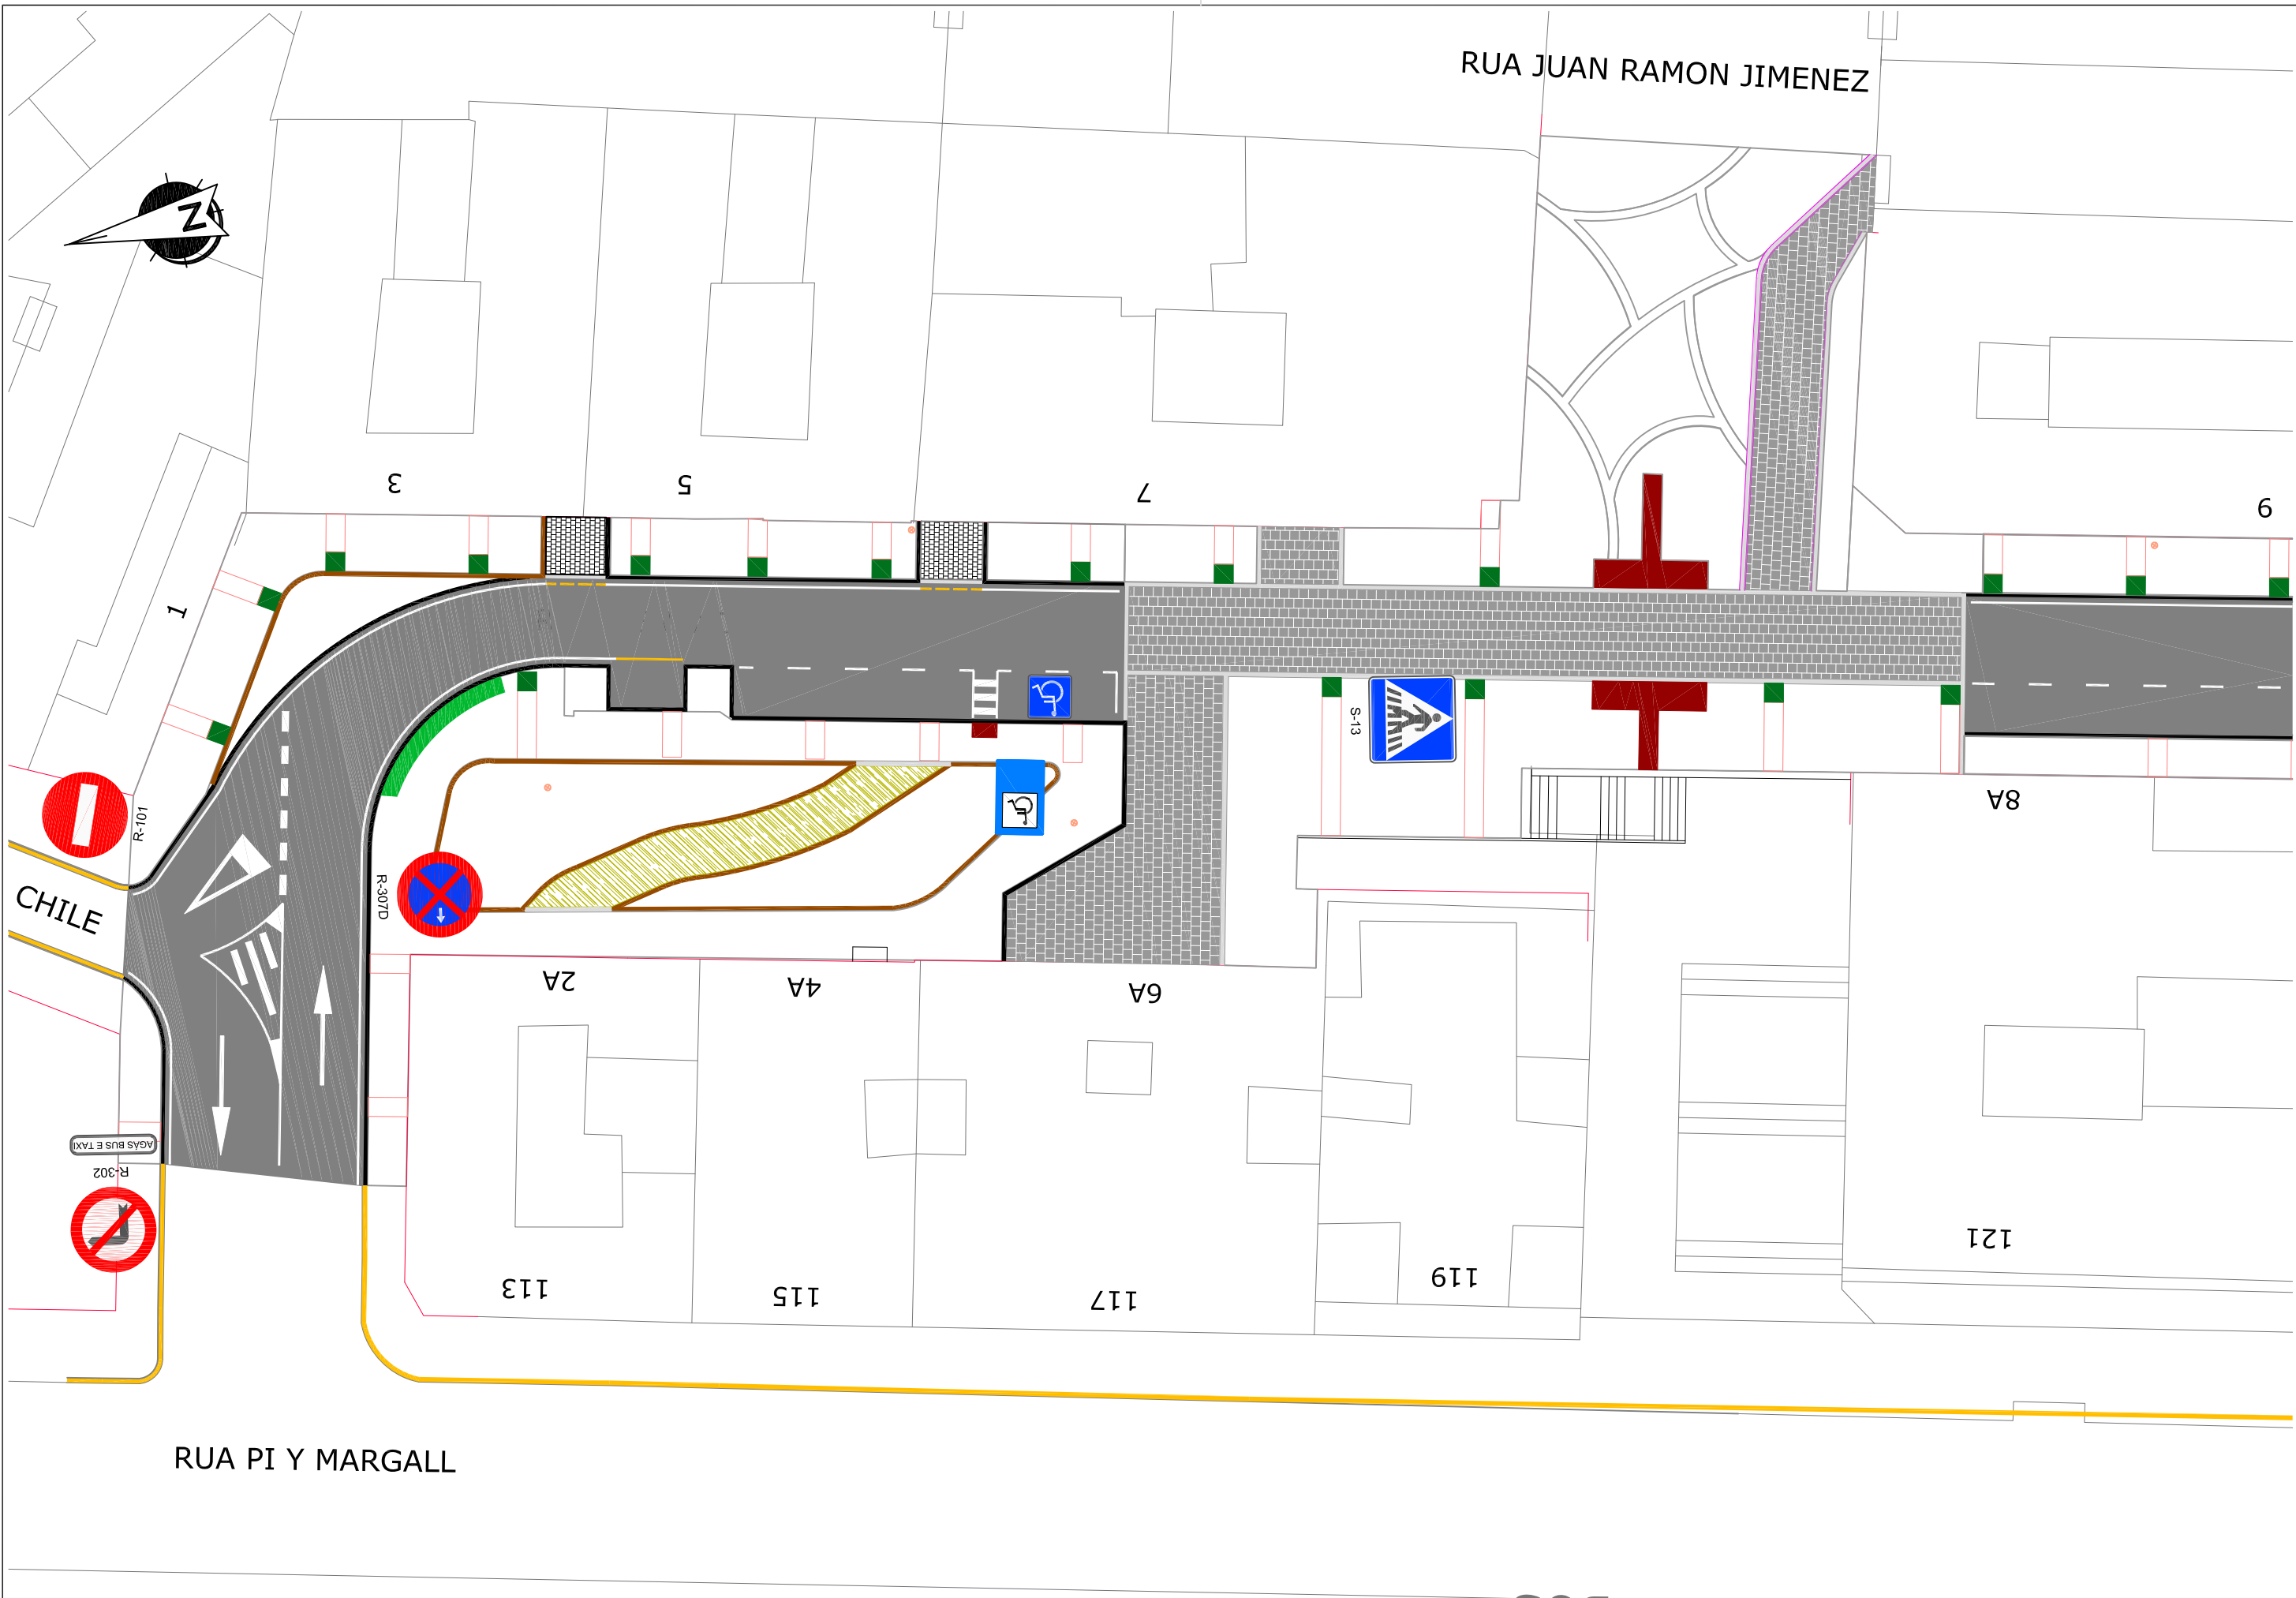 RUA JUAN RAMON JIMENEZ
N
3
5
7
9
1
S-13
R-101
8A
R-307D
CHILE
2A
4A
6A
AGÁS BUS E TAXI
R-302
121
113
115
117
119
RUA PI Y MARGALL